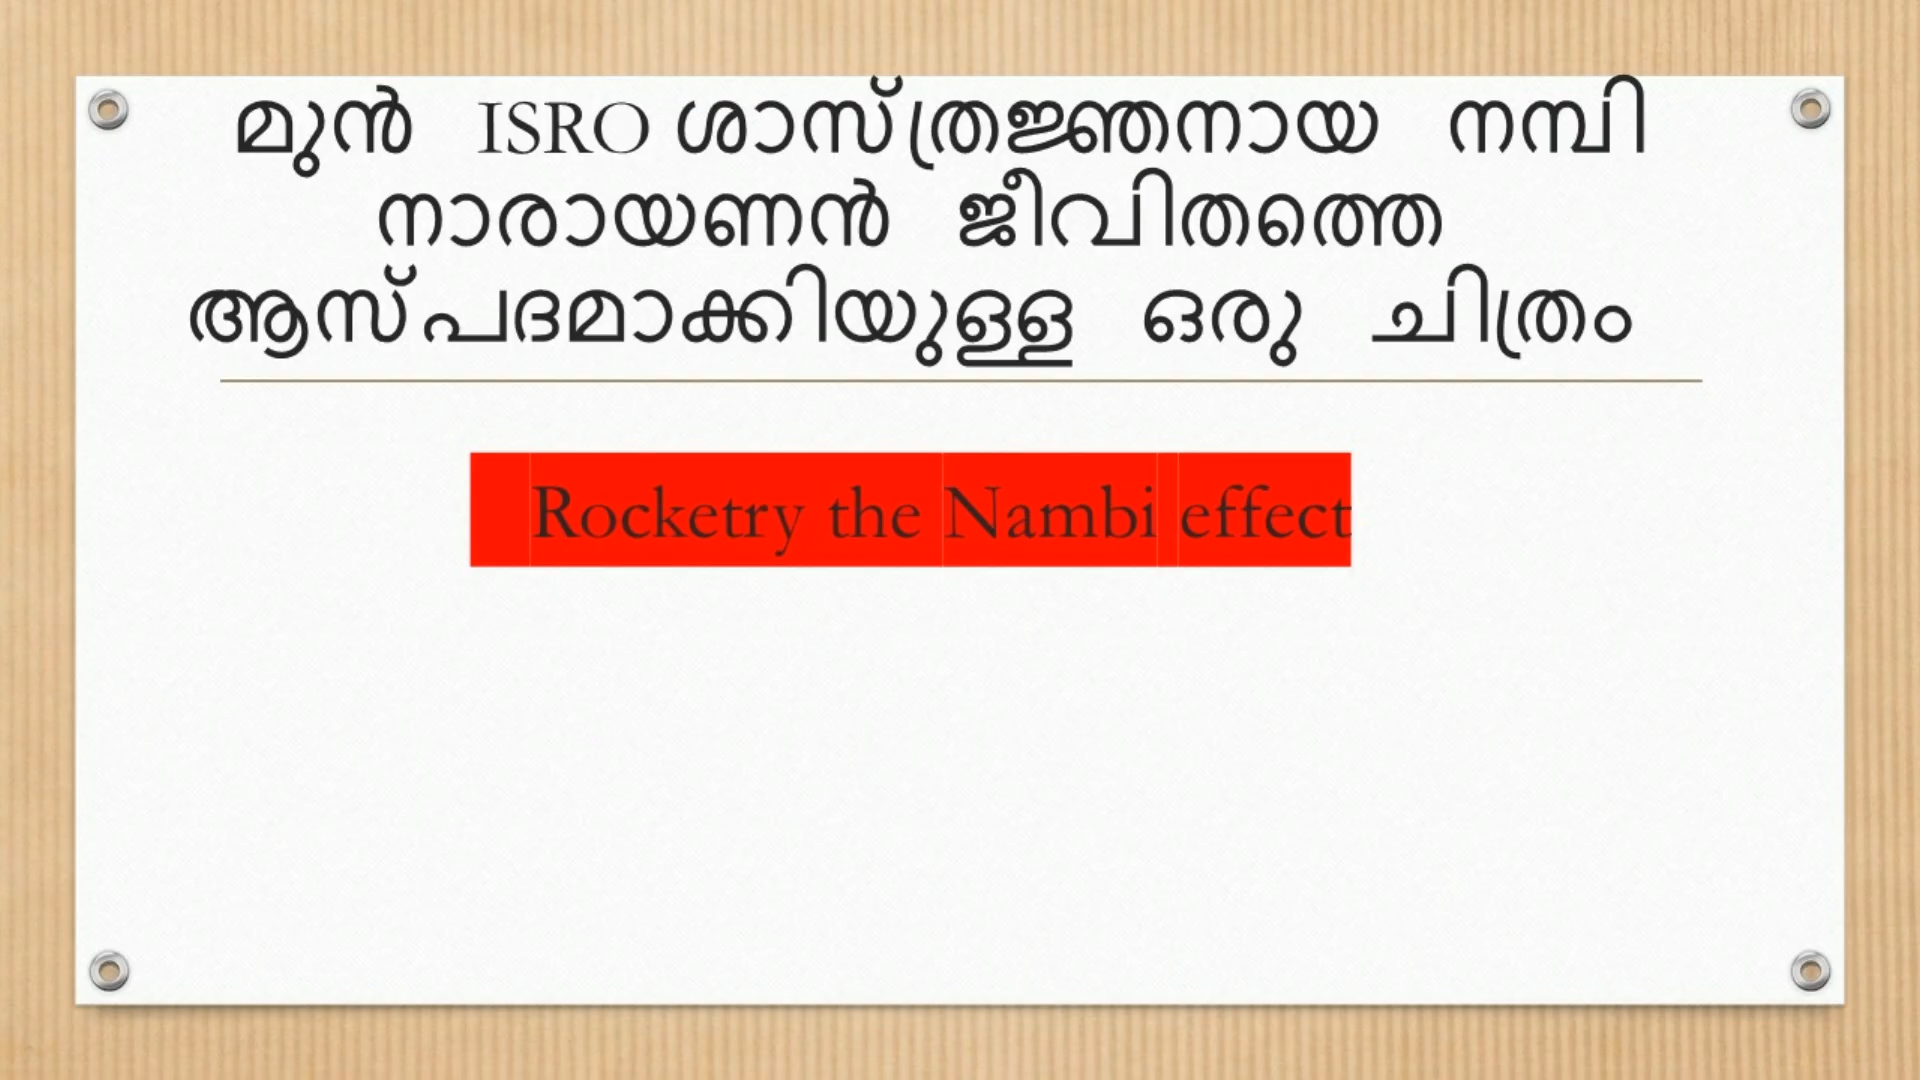 മുൻ ISRO ശാസ്ത്രജ്ഞനായ നമ്പി
നാരായണൻ ജീവിതത്തെ
ആസ്പദമാക്കിയുള്ള ഒരു ചിത്രം
Rocketry the Nambi effect